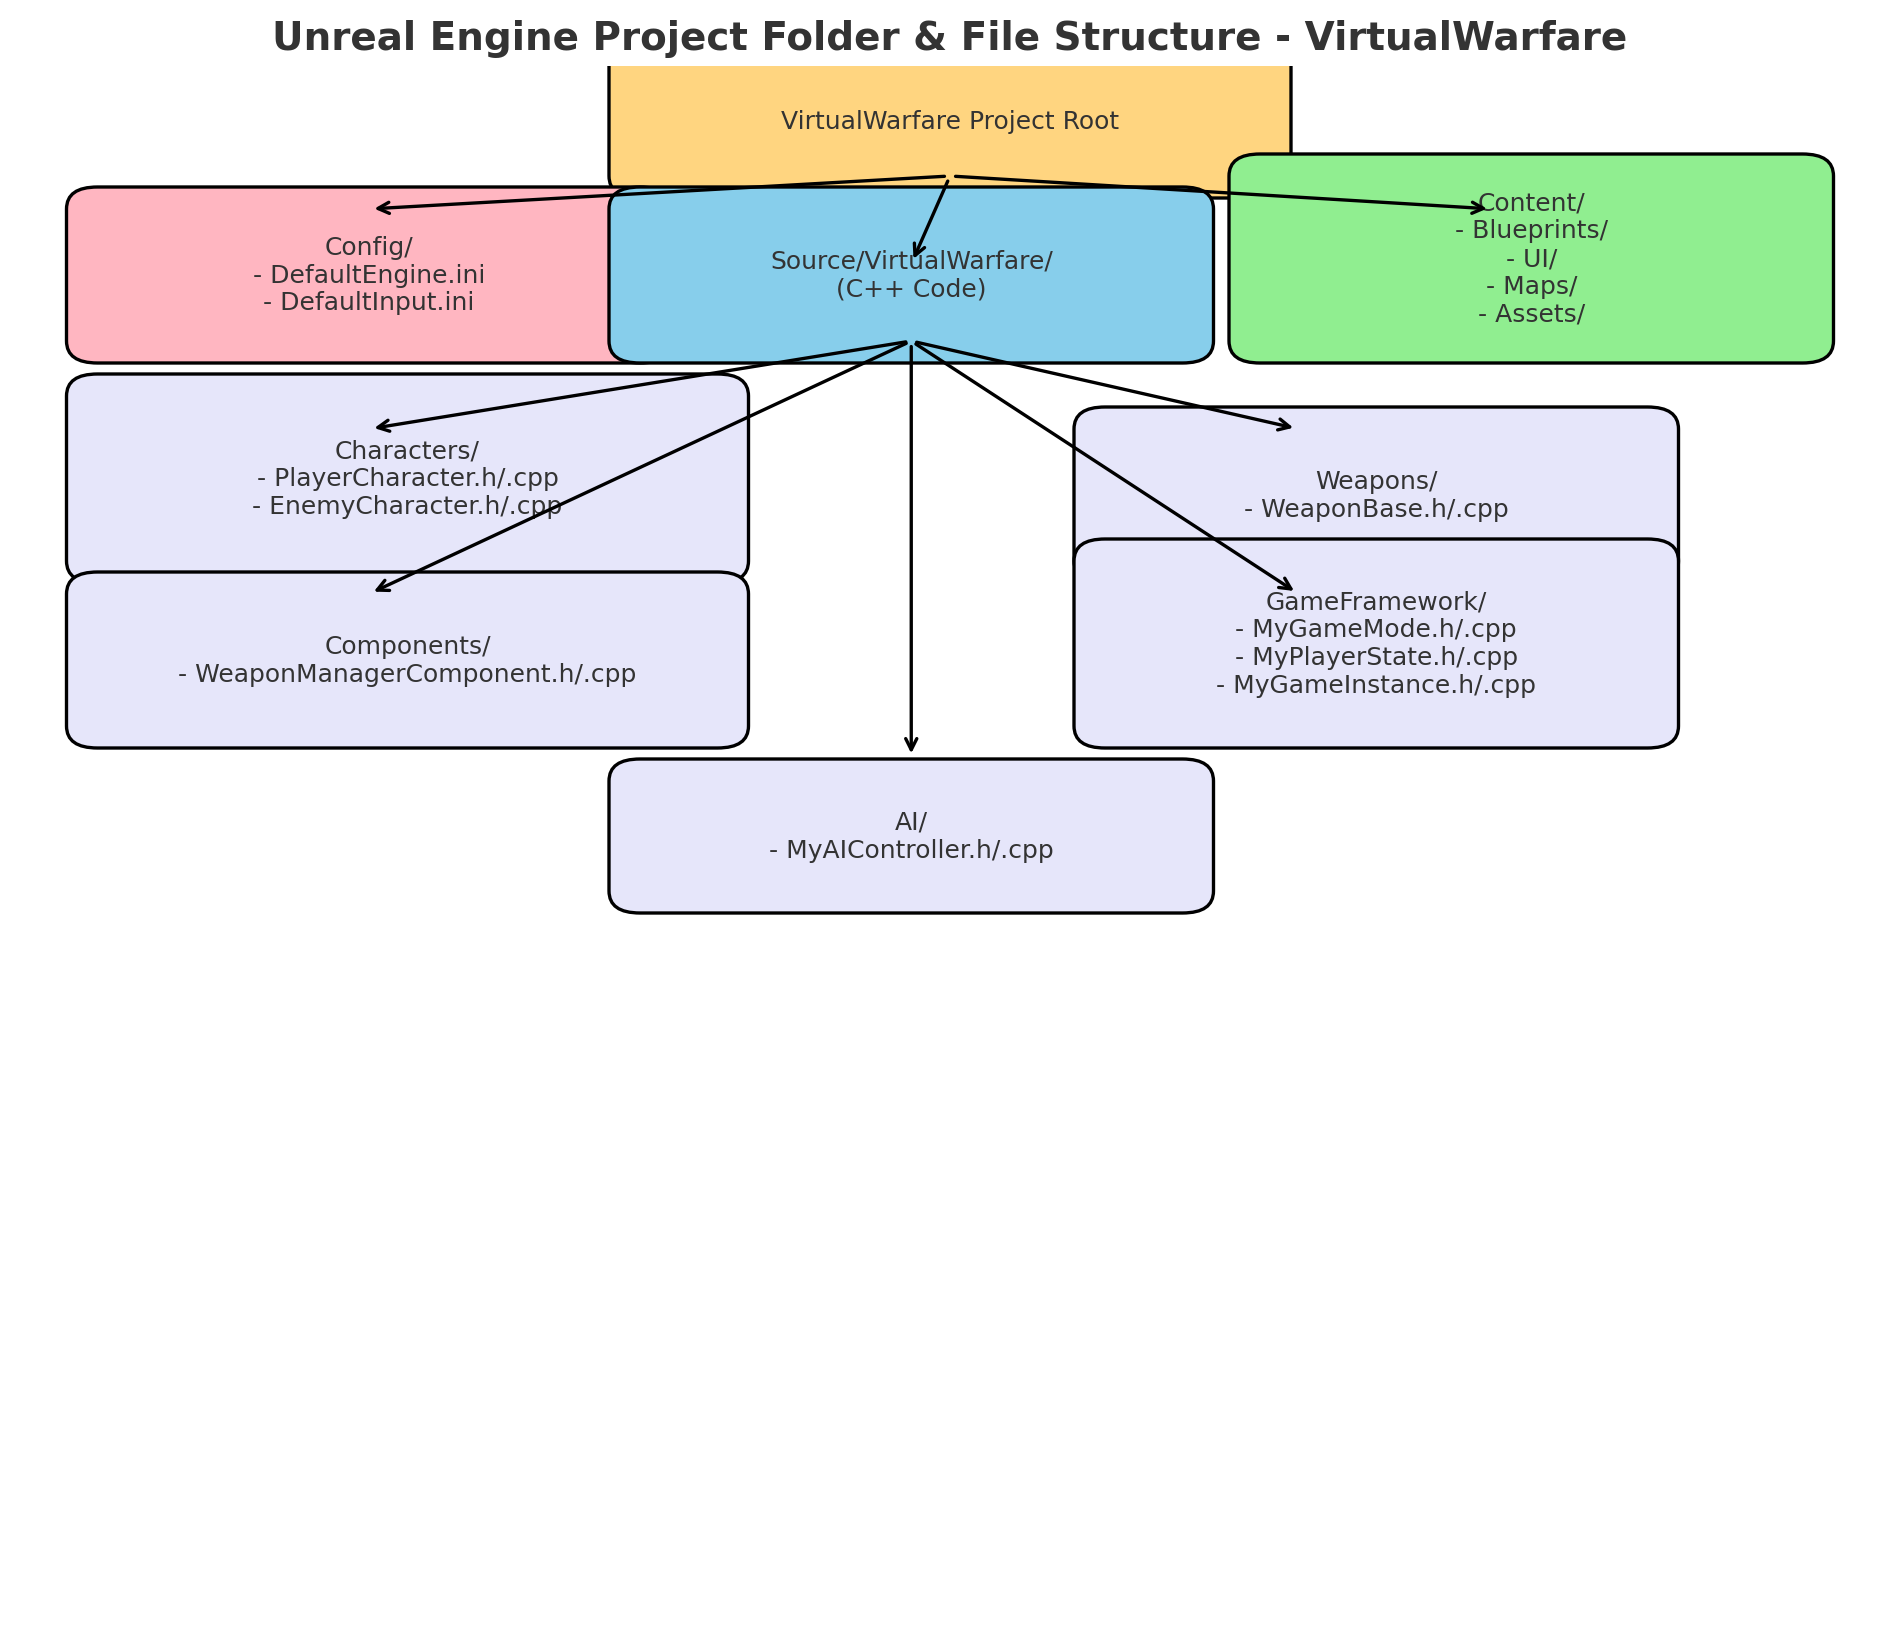 Unreal Engine Project Folder & File Structure - VirtualWarfare
VirtualWarfare Project Root
Config/
- DefaultEngine.ini
- DefaultInput.ini
Source/VirtualWarfare/
(C++ Code)
Content/
- Blueprints/
- UI/
- Maps/
- Assets/
Characters/
- PlayerCharacter.h/.cpp
- EnemyCharacter.h/.cpp
Weapons/
- WeaponBase.h/.cpp
Components/
- WeaponManagerComponent.h/.cpp
GameFramework/
- MyGameMode.h/.cpp
- MyPlayerState.h/.cpp
- MyGameInstance.h/.cpp
AI/
- MyAIController.h/.cpp